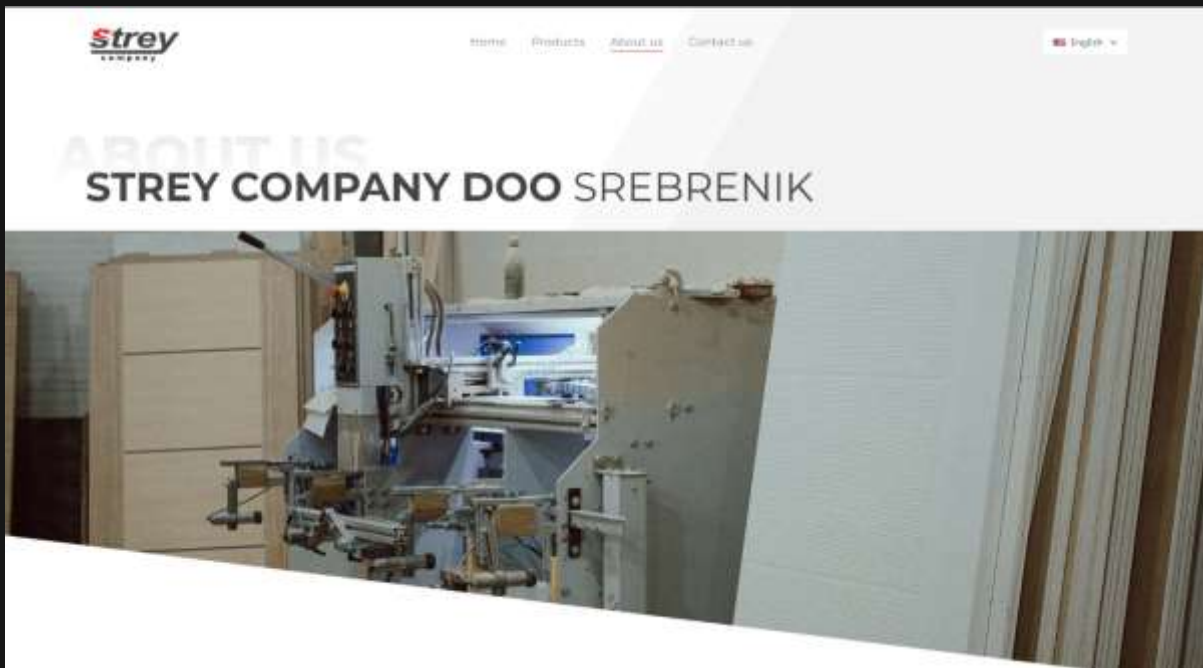 Strey
company
Home Products About us Contact us
English
ABOUT US
STREY COMPANY DOO SREBRENIK